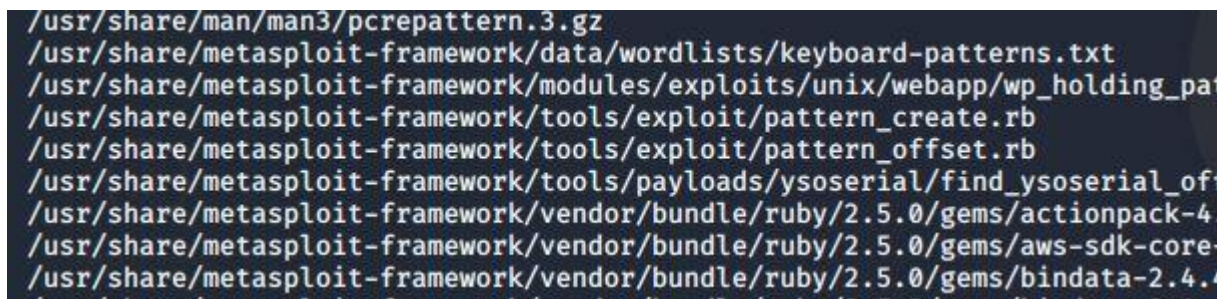 /usr/share/man/man3/pcrepattern.3.gz
/usr/share/metasploit-framework/data/wordlists/keyboard-patterns.txt
/usr/share/metasploit-framework/modules/exploits/unix/webapp/wp_holding_pat
/usr/share/metasploit-framework/tools/exploit/pattern_create.rb
/usr/share/metasploit-framework/tools/exploit/pattern_offset.rb
/usr/share/metasploit-framework/tools/payloads/ysoserial/find_ysoserial_of
/usr/share/metasploit-framework/vendor/bundle/ruby/2.5.0/gems/actionpack-4
/usr/share/metasploit-framework/vendor/bundle/ruby/2.5.0/gems/aws-sdk-core-
/usr/share/metasploit-framework/vendor/bundle/ruby/2.5.0/gems/bindata-2.4.4